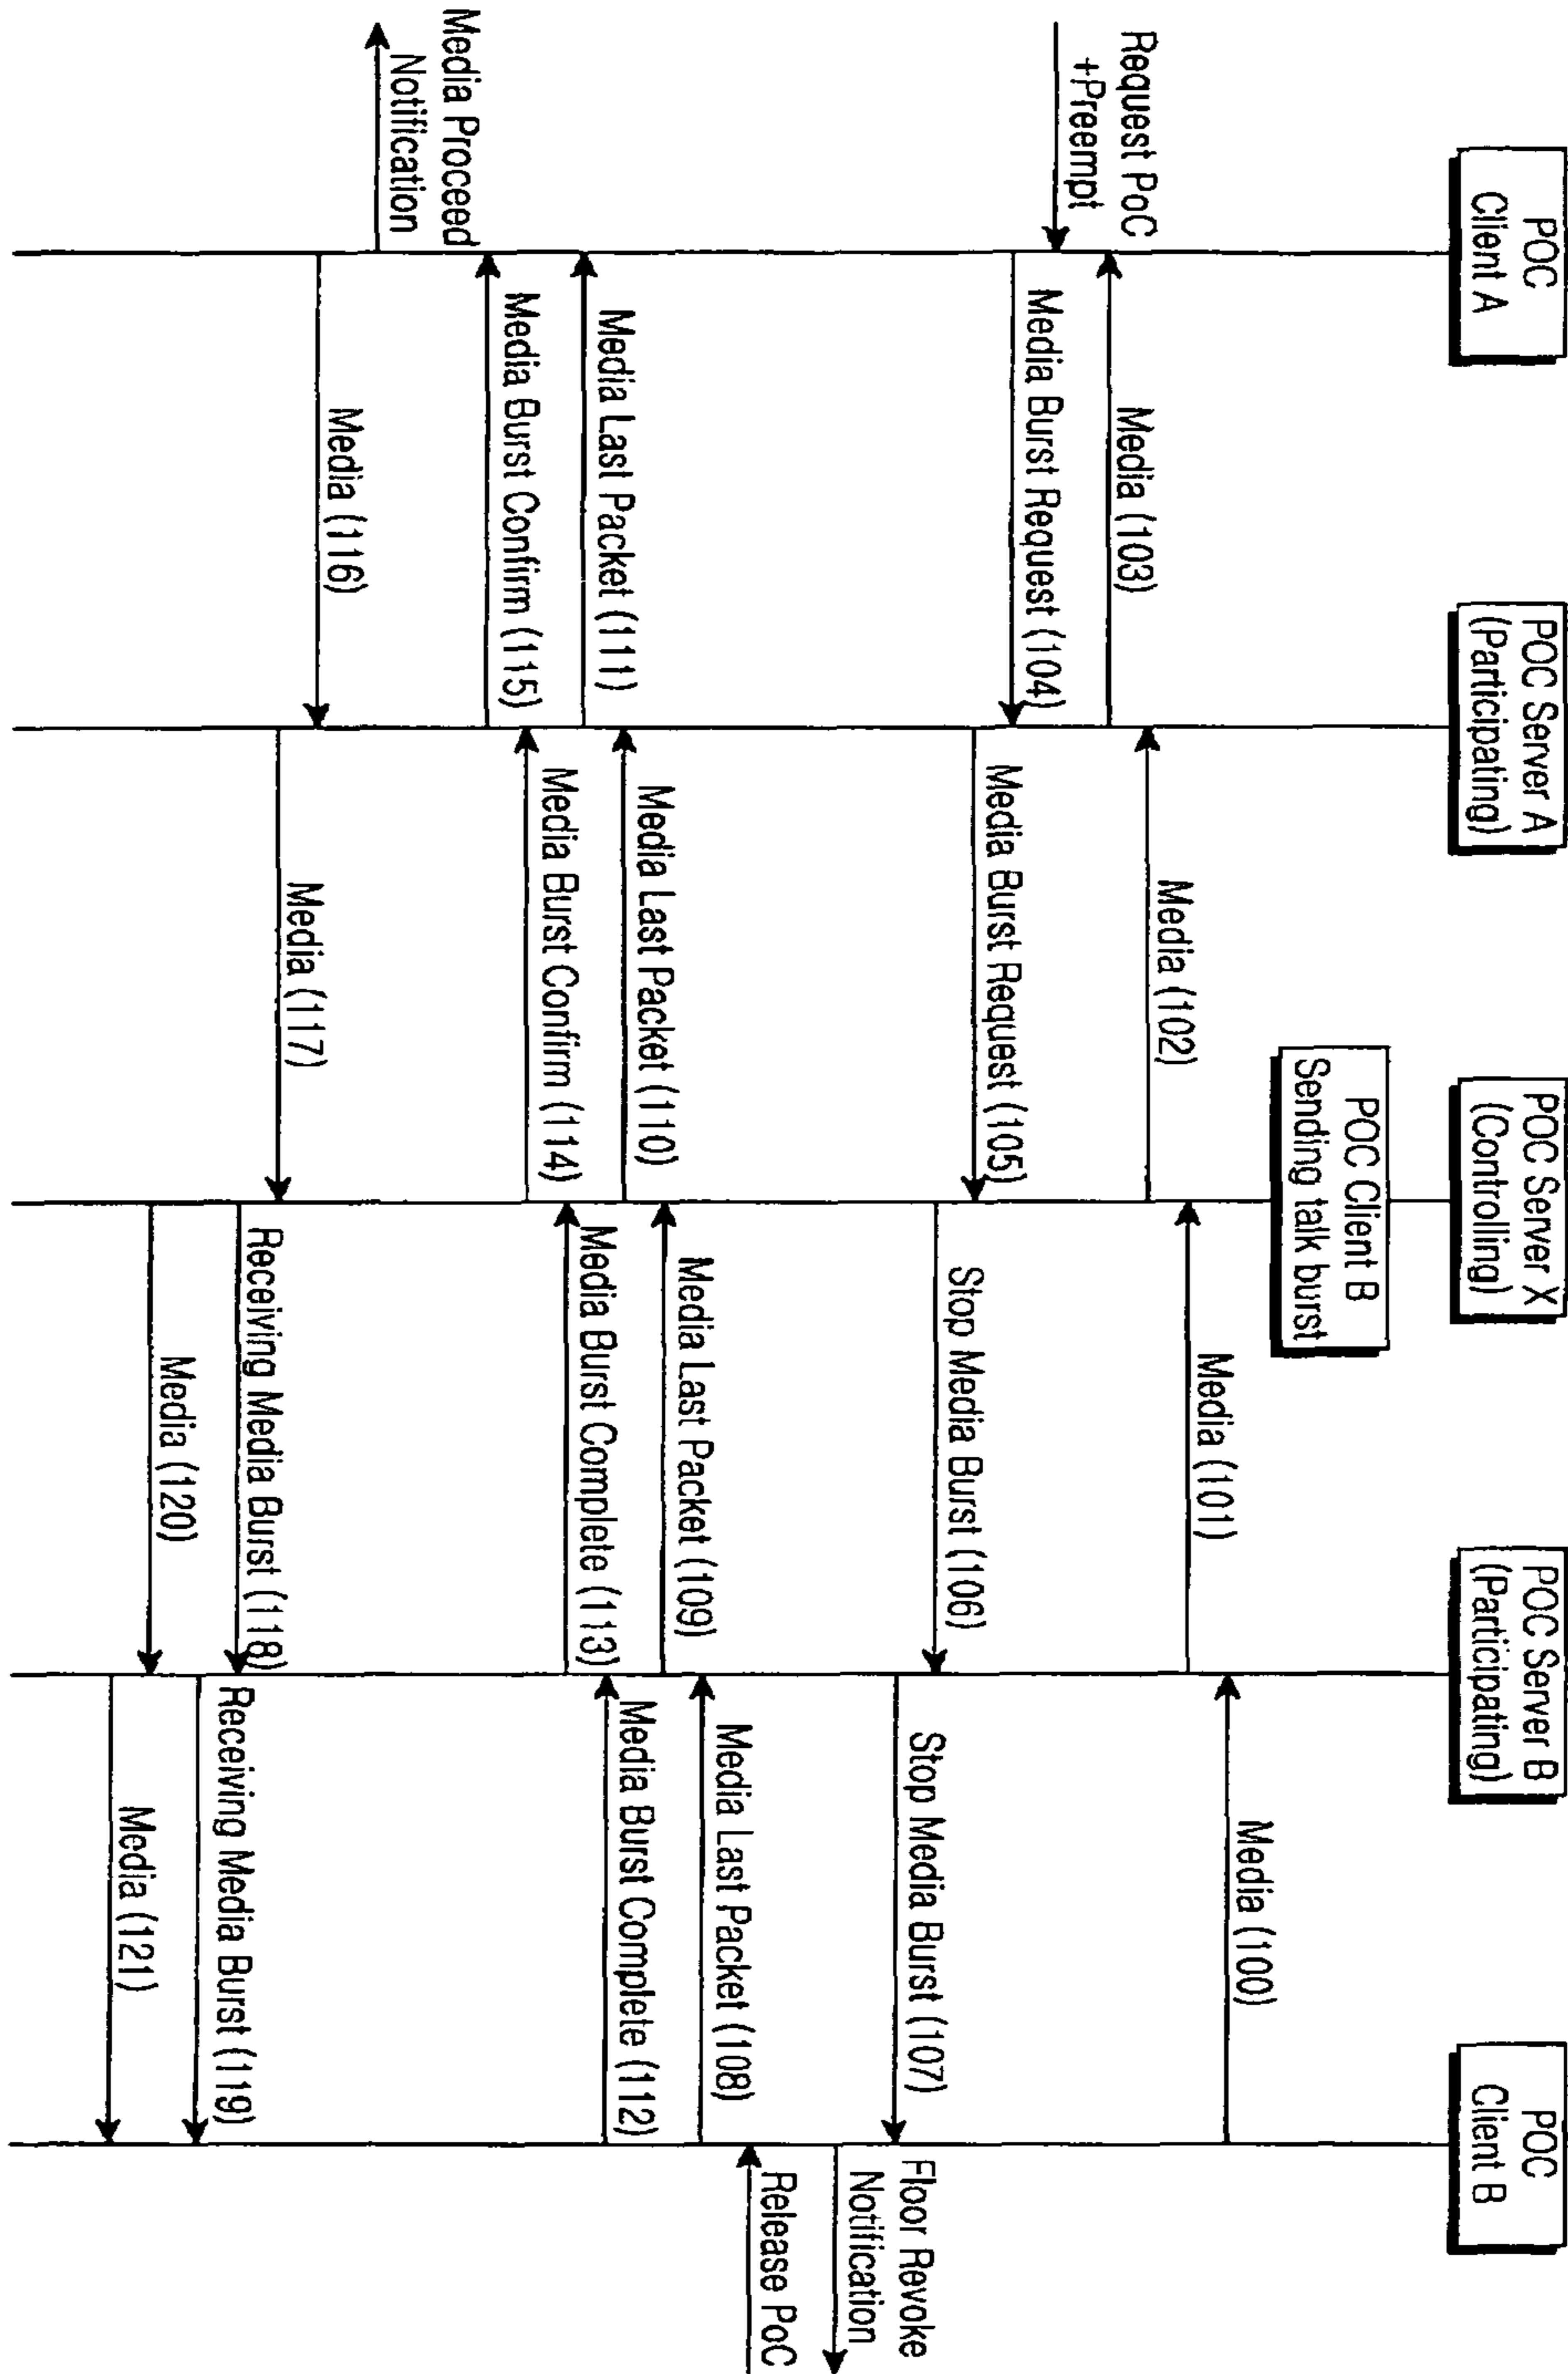 POC
Client A
POC Server A
(Participating)
POC Server X
(Controlling)
POC Server B
(Participating)
POC
Client B
POC Client B
Sending talk burst
Media (100)
Media (101)
Media (102)
Media (103)
Request PoC
+Preempt
Media Burst Request (104)
Media Burst Request (105)
Stop Media Burst (106)
Stop Media Burst (107)
Floor Revoke
Notification
Release PoC
Media Last Packet (108)
Media Last Packet (109)
Media Last Packet (110)
Media Last Packet (111)
Media Burst Complete (112)
Media Burst Complete (113)
Media Burst Confirm (114)
Media Burst Confirm (115)
Media Proceed
Notification
Media (116)
Media (117)
Receiving Media Burst (118)
Receiving Media Burst (119)
Media (120)
Media (121)